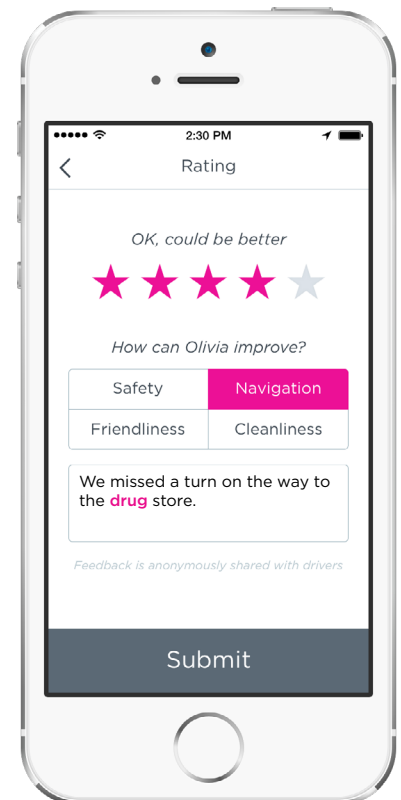 2:30 PM
Rating
OK, could be better
How can Olivia improve?
Safety Navigation
Friendliness Cleanliness
We missed a turn on the way to
the drug store.
Feedback is anonymously shared with drivers
Submit